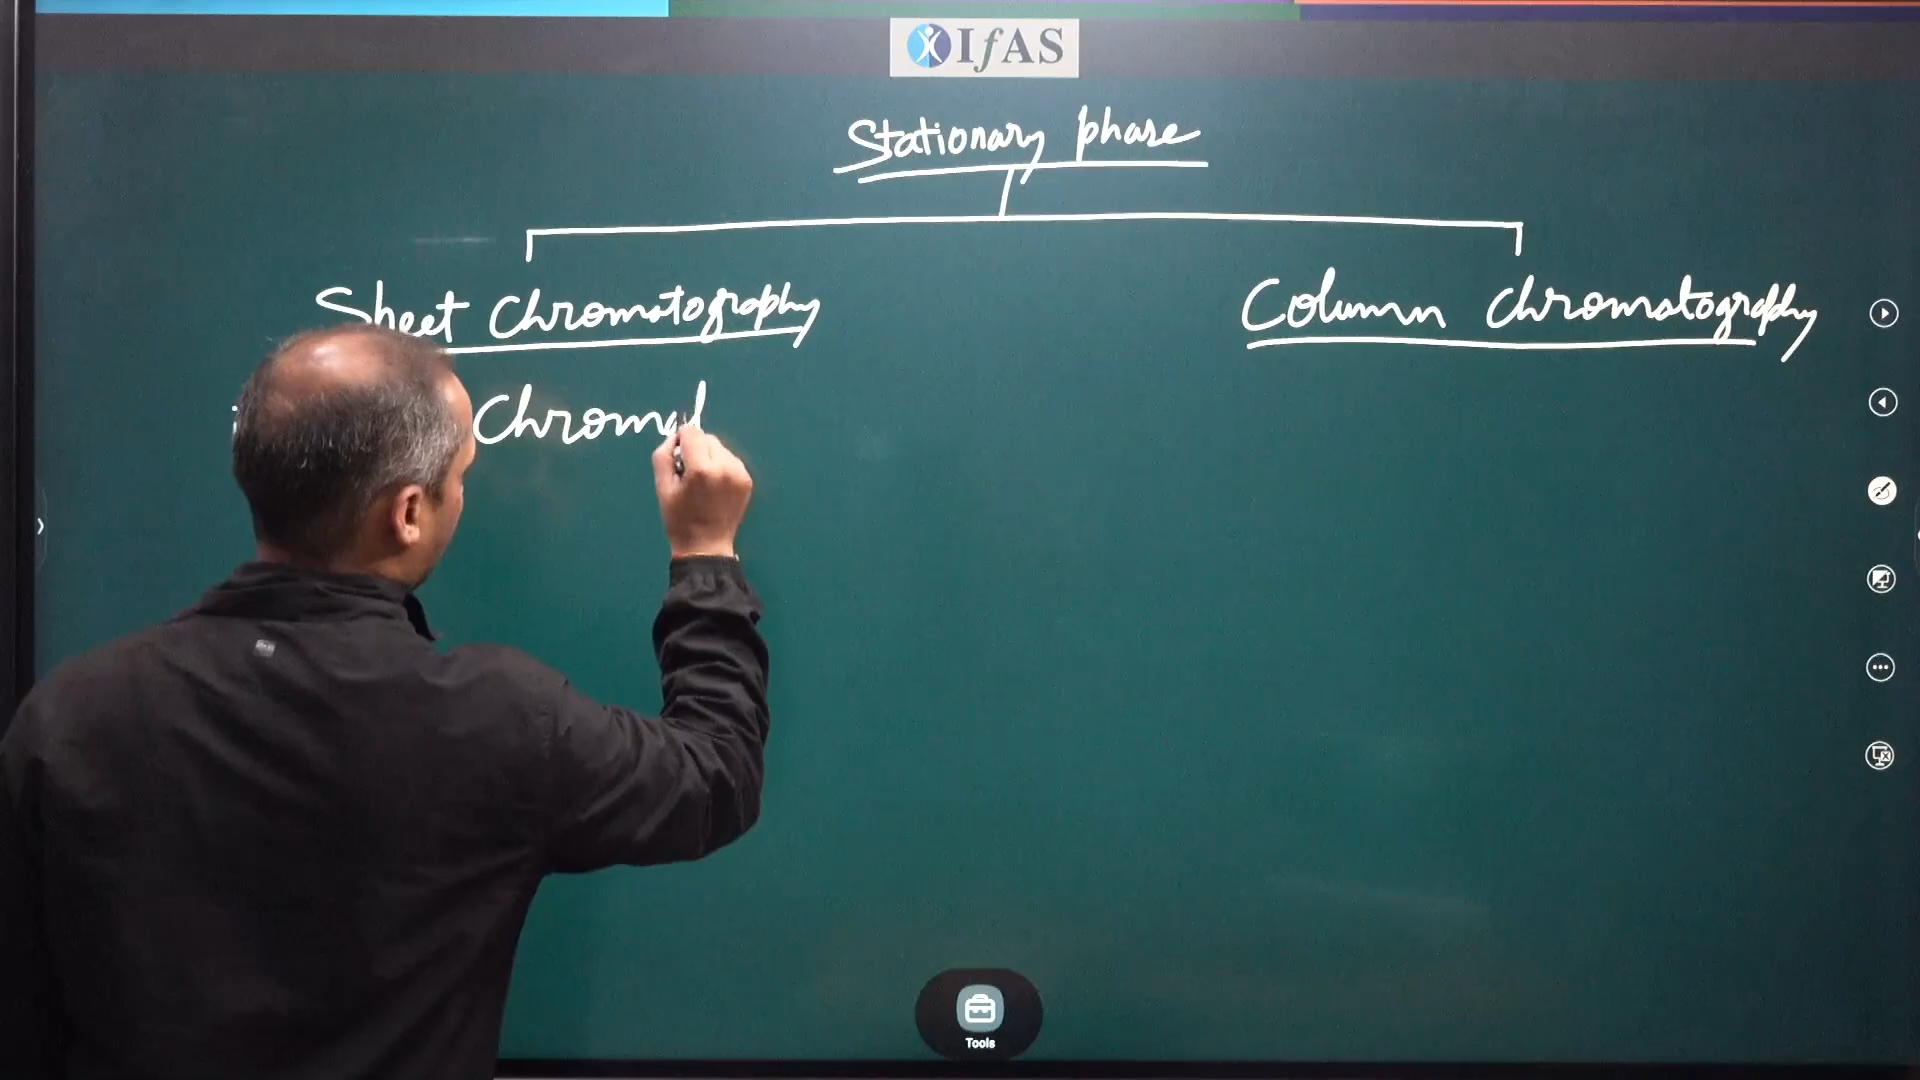 IfAS
Stationary phase
Sheet chromatography
Column chromatography
Chromat
Tools